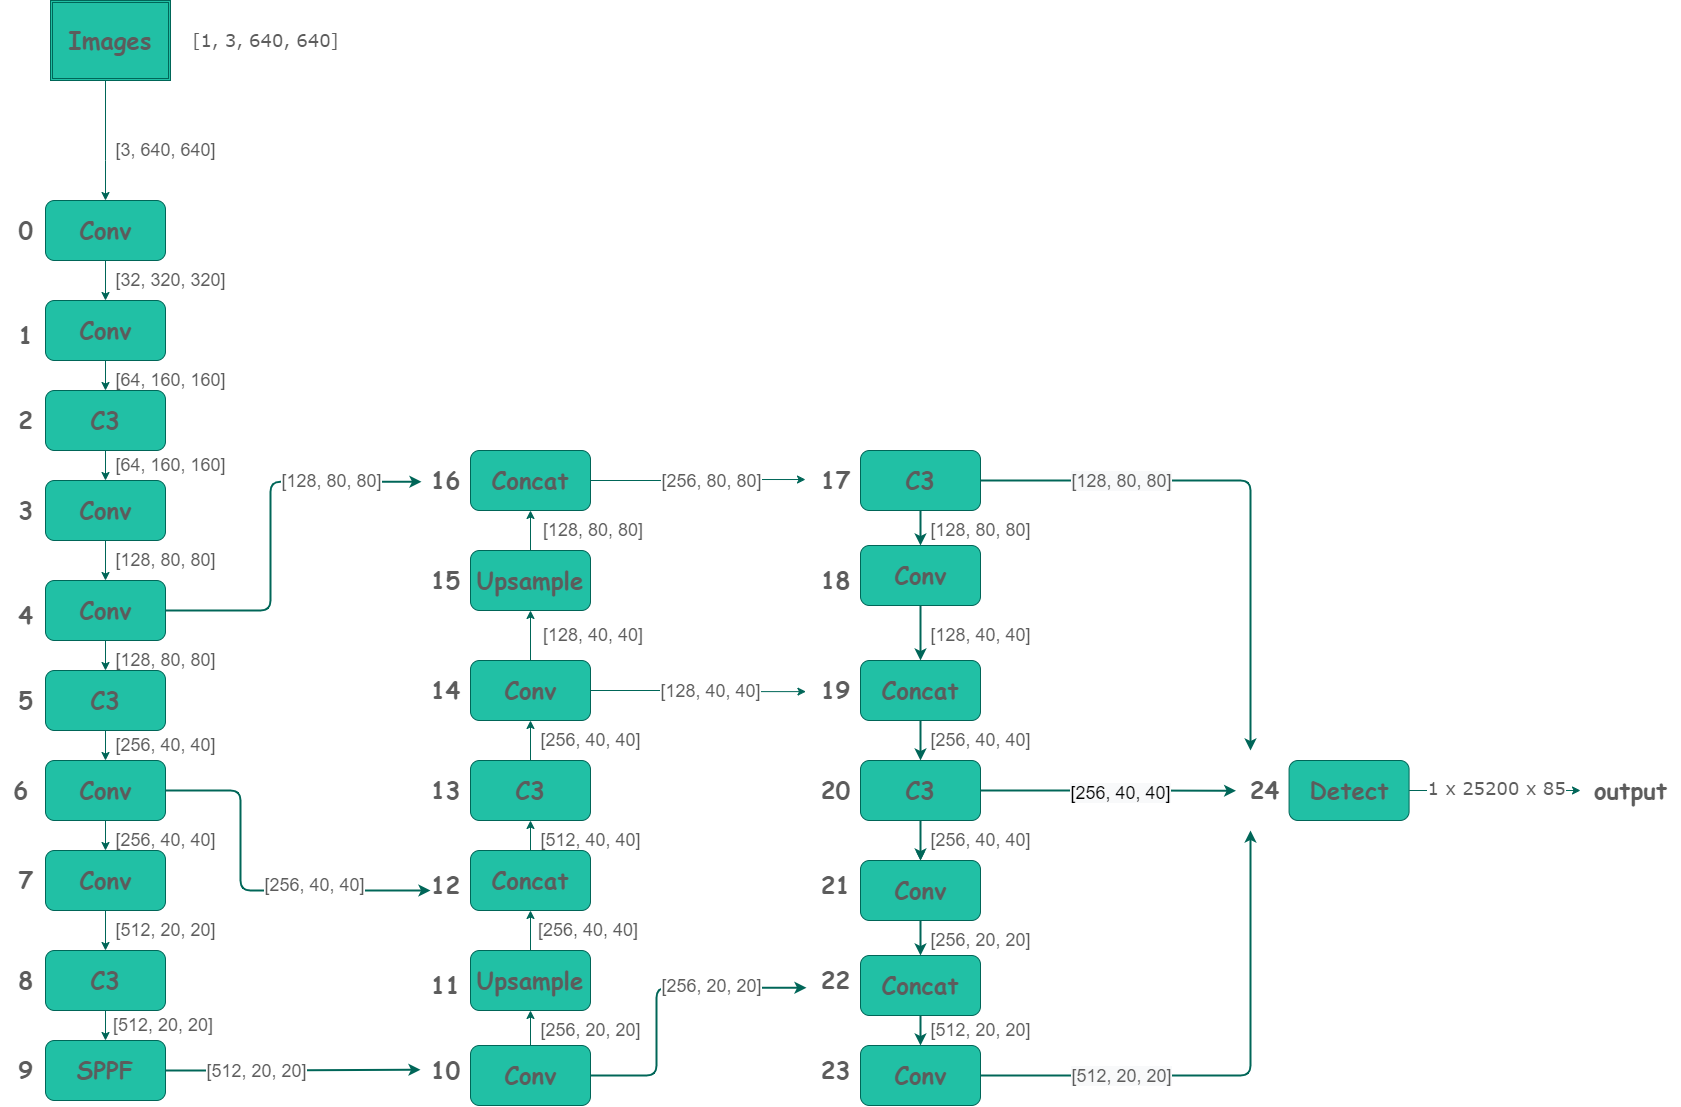 Images
[1, 3, 640, 640]
[3, 640, 640]
0
Conv
[32, 320, 320]
1
Conv
[64, 160, 160]
2
C3
[64, 160, 160]
3
Conv
[128, 80, 80]
4
Conv
[128, 80, 80]
5
C3
[256, 40, 40]
6
Conv
[256, 40, 40]
7
Conv
[512, 20, 20]
8
C3
[512, 20, 20]
9
SPPF
[128, 80, 80]
[256, 40, 40]
[512, 20, 20]
16
Concat
[256, 80, 80]
[128, 80, 80]
15
Upsample
[128, 40, 40]
14
Conv
[128, 40, 40]
[256, 40, 40]
13
C3
[512, 40, 40]
12
Concat
[256, 40, 40]
11
Upsample
[256, 20, 20]
[256, 20, 20]
10
Conv
17
C3
[128, 80, 80]
[128, 80, 80]
18
Conv
[128, 40, 40]
19
Concat
[256, 40, 40]
20
C3
[256, 40, 40]
[256, 40, 40]
21
Conv
[256, 20, 20]
22
Concat
[512, 20, 20]
23
Conv
[512, 20, 20]
24
Detect
1 x 25200 x 85
output